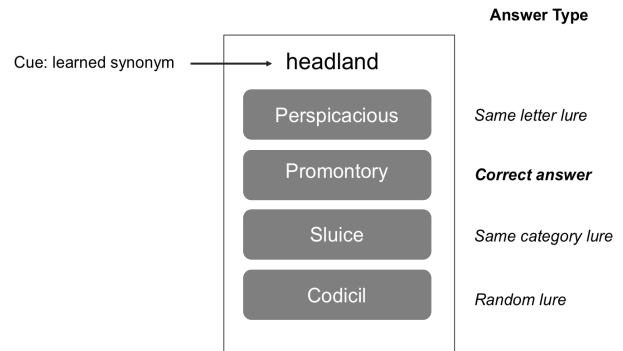 Answer Type
Cue: learned synonym
headland
Perspicacious
Same letter lure
Promontory
Correct answer
Sluice
Same category lure
Codicil
Random lure